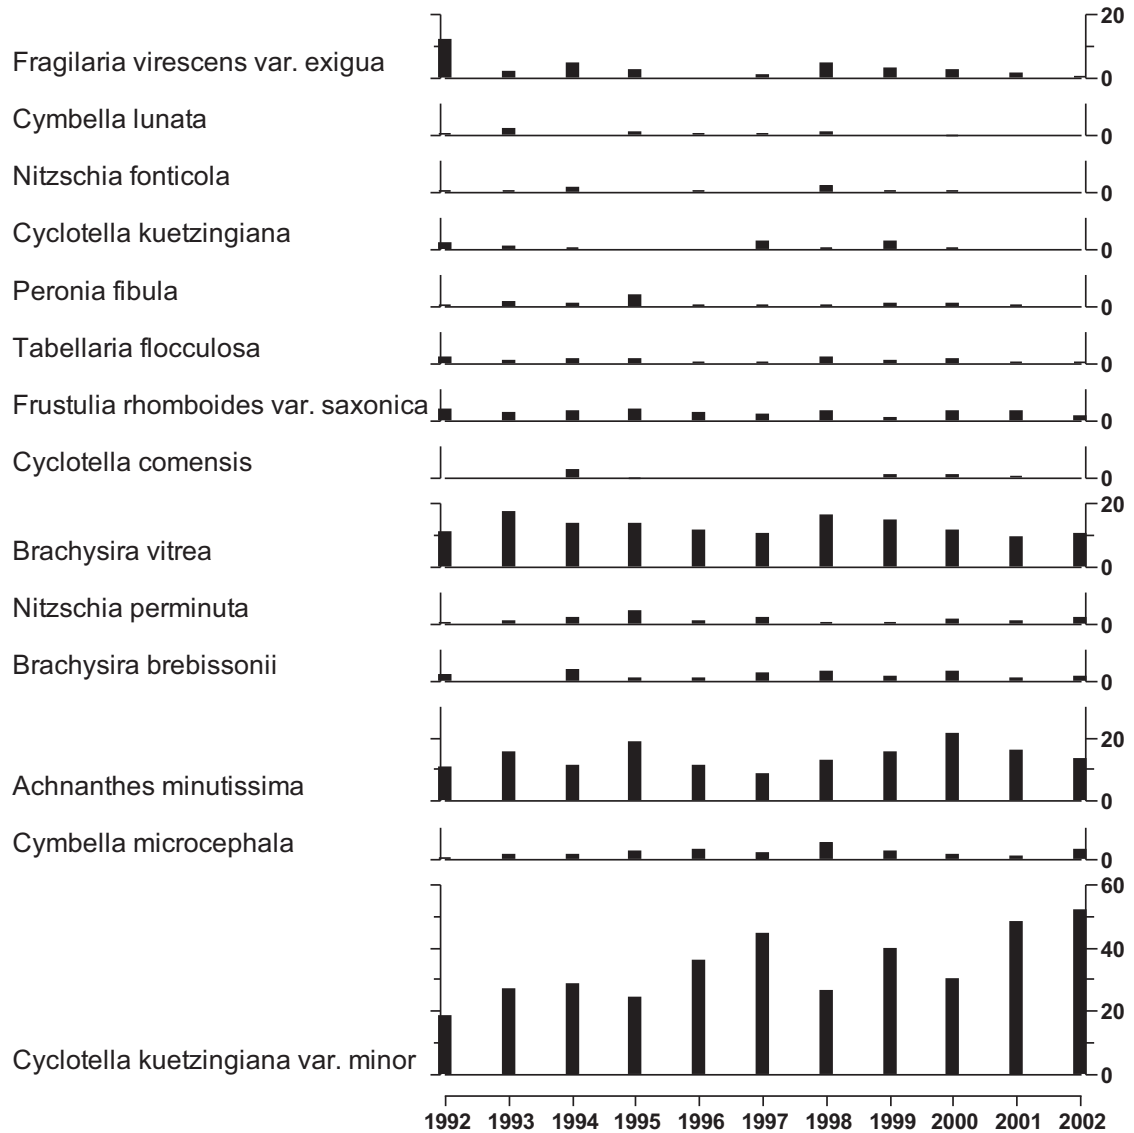 20
Fragilaria virescens var. exigua
0
Cymbella lunata
0
Nitzschia fonticola
0
Cyclotella kuetzingiana
0
Peronia fibula
0
Tabellaria flocculosa
0
Frustulia rhomboides var. saxonica
0
Cyclotella comensis
0
20
Brachysira vitrea
0
Nitzschia perminuta
0
Brachysira brebissonii
0
20
Achnanthes minutissima
0
Cymbella microcephala
0
60
40
20
Cyclotella kuetzingiana var. minor
0
1992 1993 1994 1995 1996 1997 1998 1999 2000 2001 2002